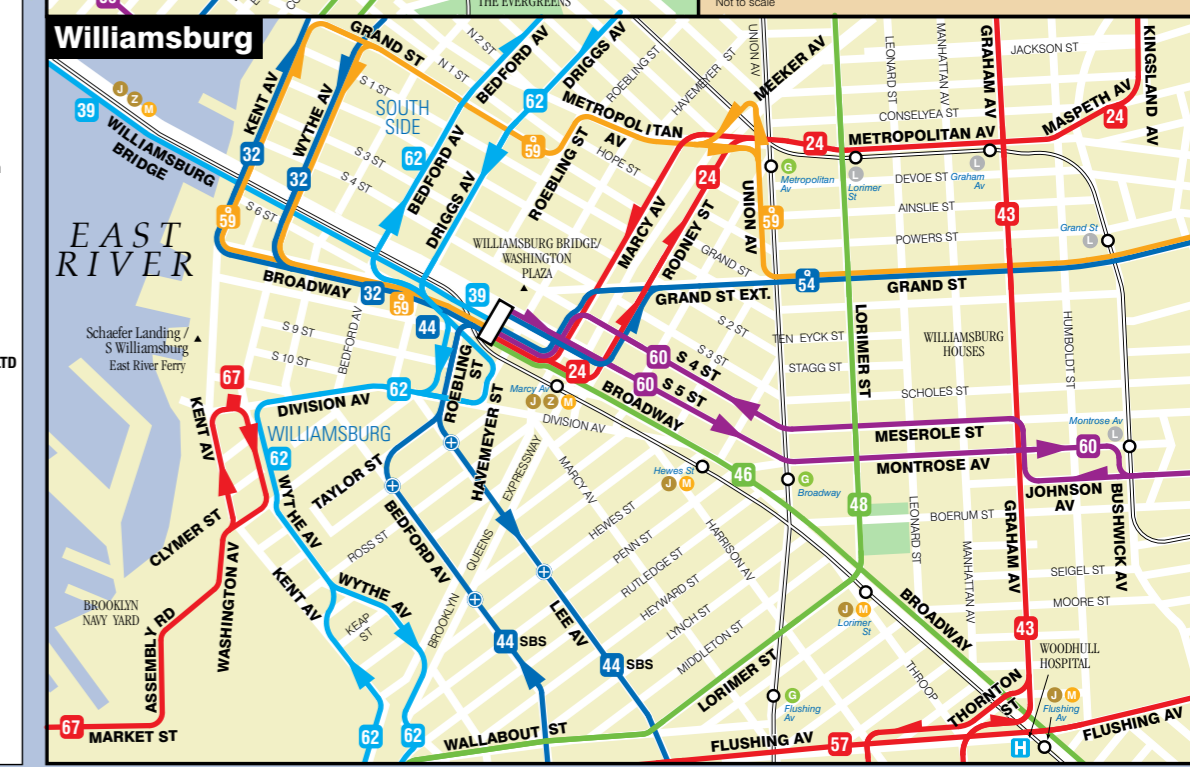 THE EVERGREENS
Not to scale
Williamsburg
GRAND ST
N 2 ST
N 1 ST
BEDFORD AV
DRIGGS AV
ROEBLING ST
HAVEMEYER ST
UNION AV
MEEKER AV
LEONARD ST
MANHATTAN AV
GRAHAM AV
JACKSON ST
KINGSLAND AV
J Z M
39
WILLIAMSBURG
BRIDGE
KENT AV
WYTHE AV
S 1 ST
SOUTH
SIDE
62
METROPOLITAN
AV
CONSELYEA ST
MASPETH AV
24
METROPOLITAN AV
24
32
32
S 3 ST
S 4 ST
62
BEDFORD AV
59
ROEBLING ST
HOPE ST
24
G
Metropolitan
Av
L
Lorimer
St
DEVOE ST
L
Graham
Av
EAST
RIVER
59
S 6 ST
DRIGGS AV
MARCY AV
RODNEY ST
UNION AV
59
AINSLIE ST
POWERS ST
43
Grand St
L
WILLIAMSBURG BRIDGE/
WASHINGTON
PLAZA
GRAND ST
BROADWAY
32
59
39
44
GRAND ST EXT.
54
GRAND ST
Schaefer Landing /
S Williamsburg
East River Ferry
S 9 ST
S 10 ST
BEDFORD AV
S 2 ST
S 3 ST
TEN EYCK ST
STAGG ST
LORIMER ST
WILLIAMSBURG
HOUSES
HUMBOLDT ST
LTD
67
62
ROEBLING
ST
24
60
S 4 ST
60
S 5 ST
Marcy Av
J Z M
BROADWAY
SCHOLES ST
KENT AV
DIVISION AV
WILLIAMSBURG
HAVEMEYER ST
DIVISION AV
MESEROLE ST
Montrose Av
L
60
62
TAYLOR ST
EXPRESSWAY
MARCY AV
Hewes St
J M
46
MONTROSE AV
G
Broadway
JOHNSON
AV
BUSHWICK AV
WYTHE AV
BEDFORD AV
CLYMER ST
ROSS ST
QUEENS
HEWES ST
PENN ST
HARRISON AV
48
LEONARD ST
BOERUM ST
GRAHAM AV
WASHINGTON AV
KENT AV
WYTHE AV
RUTLEDGE ST
HEYWARD ST
MANHATTAN AV
SEIGEL ST
MOORE ST
BROOKLYN
NAVY YARD
KEAP
ST
BROOKLYN
LEE AV
LYNCH ST
MIDDLETON ST
J M
Lorimer
St
BROADWAY
ASSEMBLY RD
44 SBS
44 SBS
43
WOODHULL
HOSPITAL
THROOP
LORIMER ST
G
Flushing
Av
THORNTON
ST
J M
Flushing
Av
67
MARKET ST
62
62
WALLABOUT ST
FLUSHING AV
57
H
FLUSHING AV